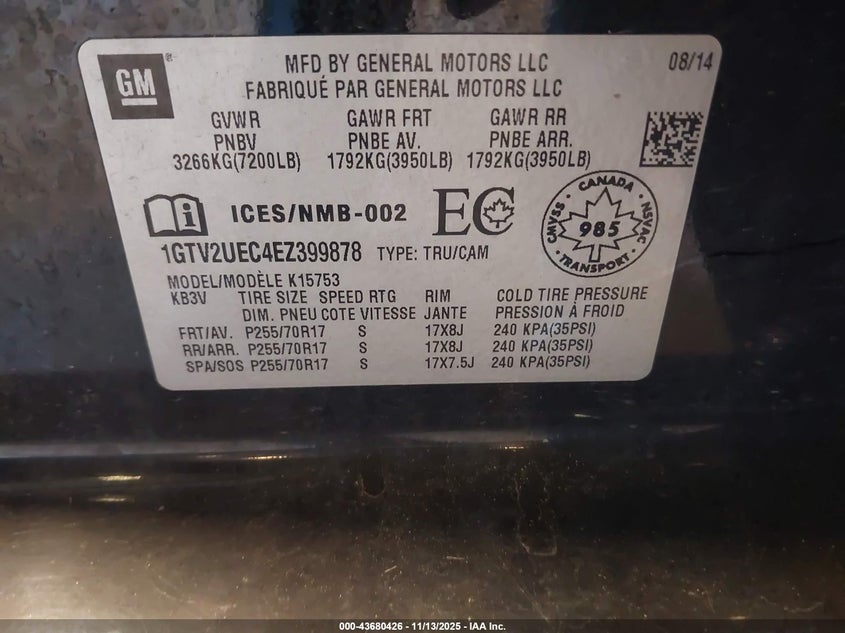 GM
MFD BY GENERAL MOTORS LLC 08/14
FABRIQUÉ PAR GENERAL MOTORS LLC
GVWR GAWR FRT GAWR RR
PNBV PNBE AV. PNBE ARR.
3266KG(7200LB) 1792KG(3950LB) 1792KG(3950LB)
i ICES/NMB-002 EC
CANADA
CMVSS 985 NSVAC
TRANSPORT
1GTV2UEC4EZ399878 TYPE: TRU/CAM
MODEL/MODÈLE K15753
KB3V TIRE SIZE SPEED RTG RIM COLD TIRE PRESSURE
DIM. PNEU COTE VITESSE JANTE PRESSION À FROID
FRT/AV. P255/70R17 S 17X8J 240 KPA(35PSI)
RR/ARR. P255/70R17 S 17X8J 240 KPA(35PSI)
SPA/SOS P255/70R17 S 17X7.5J 240 KPA(35PSI)
000-43680426 - 11/13/2025 - IAA Inc.